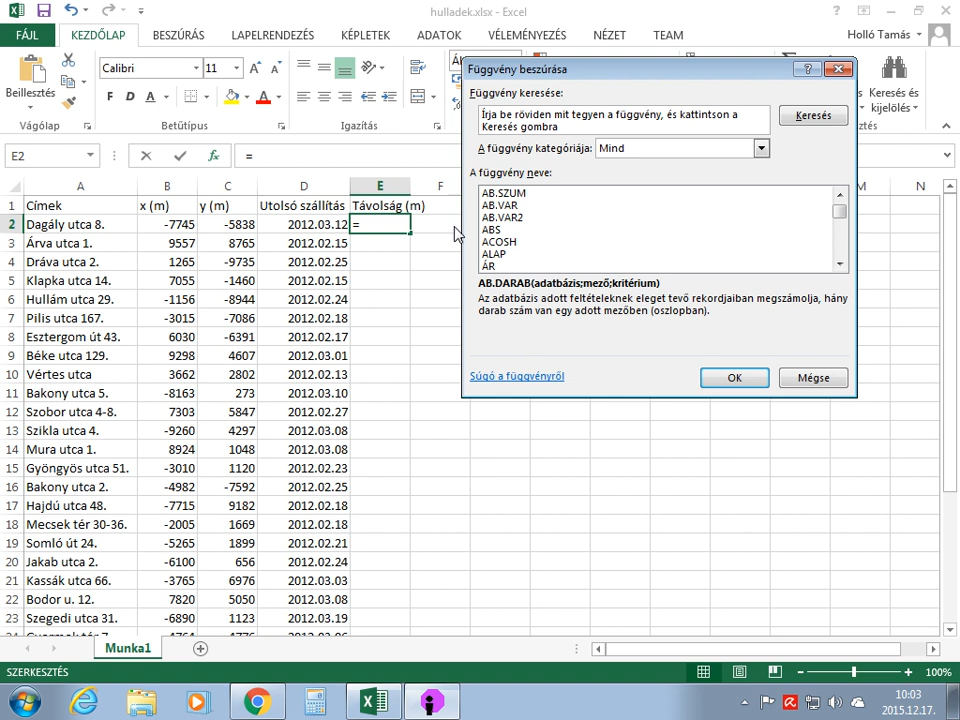 hulladek.xlsx - Excel
FÁJL KEZDŐLAP BESZÚRÁS LAPELRENDEZÉS KÉPLETEK ADATOK VÉLEMÉNYEZÉS NÉZET TEAM Holló Tamás
Beillesztés
Calibri 11
Keresés és
kijelölés
Vágólap Betűtípus Igazítás
Függvény beszúrása
Függvény keresése:
Írja be röviden mit tegyen a függvény, és kattintson a
Keresés gombra
Keresés
A függvény kategóriája: Mind
A függvény neve:
AB.SZUM
AB.VAR
AB.VAR2
ABS
ACOSH
ALAP
ÁR
AB.DARAB(adatbázis;mező;kritérium)
Az adatbázis adott feltételeknek eleget tevő rekordjaiban megszámolja, hány
darab szám van egy adott mezőben (oszlopban).
Súgó a függvényről
OK Mégse
E2 fx =
A B C D E F M N
1 Címek x (m) y (m) Utolsó szállítás Távolság (m)
2 Dagály utca 8. -7745 -5838 2012.03.12 =
3 Árva utca 1. 9557 8765 2012.02.15
4 Dráva utca 2. 1265 -9735 2012.02.25
5 Klapka utca 14. 7055 -1460 2012.02.15
6 Hullám utca 29. -1156 -8944 2012.02.24
7 Pilis utca 167. -3015 -7086 2012.02.18
8 Esztergom út 43. 6030 -6391 2012.02.17
9 Béke utca 129. 9298 4607 2012.03.01
10 Vértes utca 3662 2802 2012.02.13
11 Bakony utca 5. -8163 273 2012.03.10
12 Szobor utca 4-8. 7303 5847 2012.02.27
13 Szikla utca 4. -9260 4297 2012.03.08
14 Mura utca 1. 8924 1048 2012.03.08
15 Gyöngyös utca 51. -3010 1120 2012.02.23
16 Bakony utca 2. -4982 -7592 2012.02.25
17 Hajdú utca 48. -7715 9182 2012.02.18
18 Mecsek tér 30-36. -2005 1669 2012.02.18
19 Somló út 24. -5265 1899 2012.02.21
20 Jakab utca 2. -6100 656 2012.02.24
21 Kassák utca 66. -3765 6976 2012.03.03
22 Bodor u. 12. 7820 5050 2012.03.08
23 Szegedi utca 31. -6890 1123 2012.03.19
Munka1
SZERKESZTÉS 100%
10:03
2015.12.17.